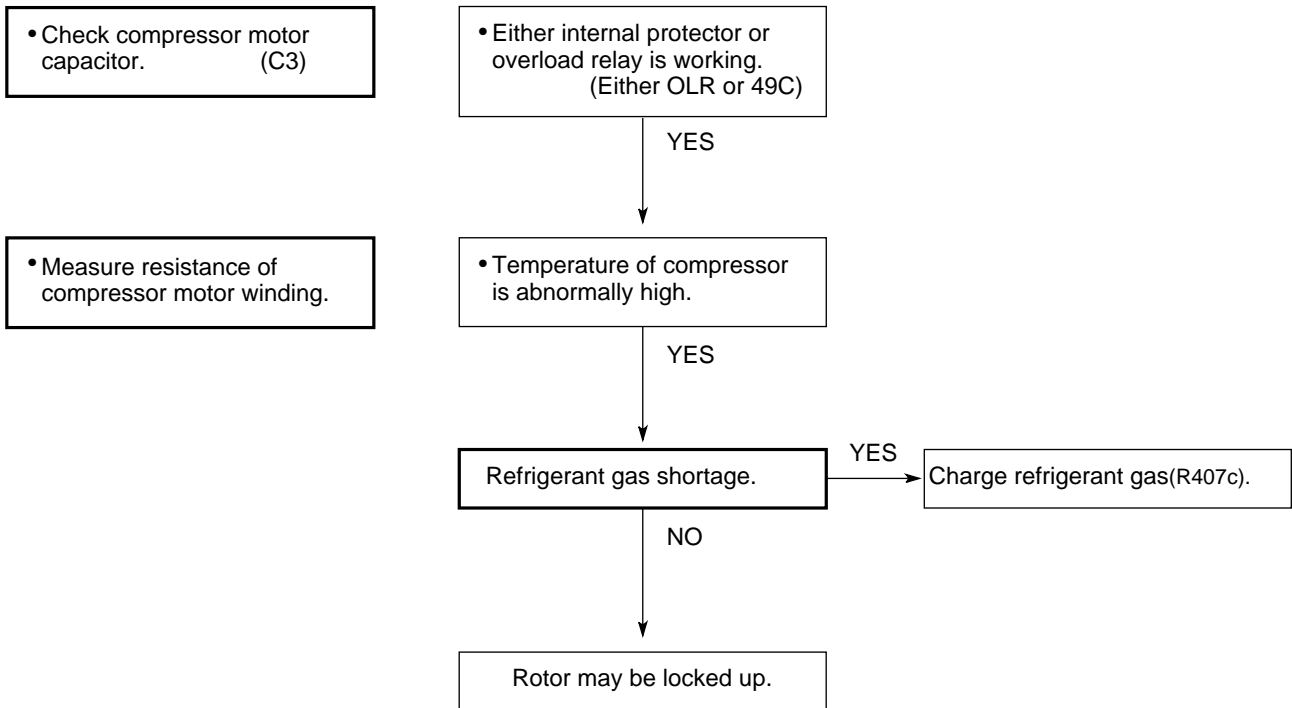 • Check compressor motor
capacitor. (C3)
• Either internal protector or
overload relay is working.
(Either OLR or 49C)
YES
• Measure resistance of
compressor motor winding.
• Temperature of compressor
is abnormally high.
YES
Refrigerant gas shortage.
YES
Charge refrigerant gas(R407c).
NO
Rotor may be locked up.